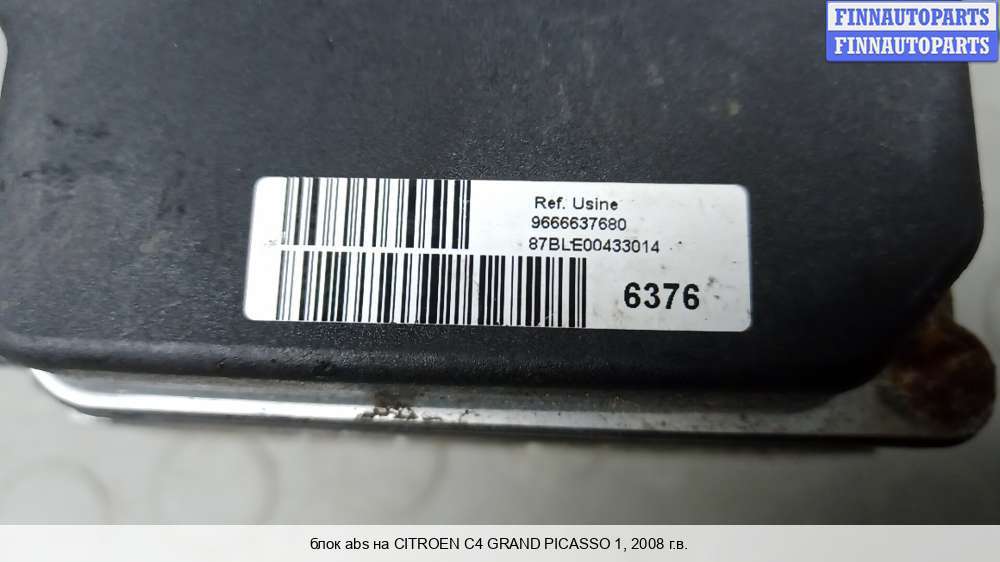 FINNAUTOPARTS
FINNAUTOPARTS
Ref. Usine
9666637680
87BLE00433014
6376
блок abs на CITROEN C4 GRAND PICASSO 1, 2008 г.в.